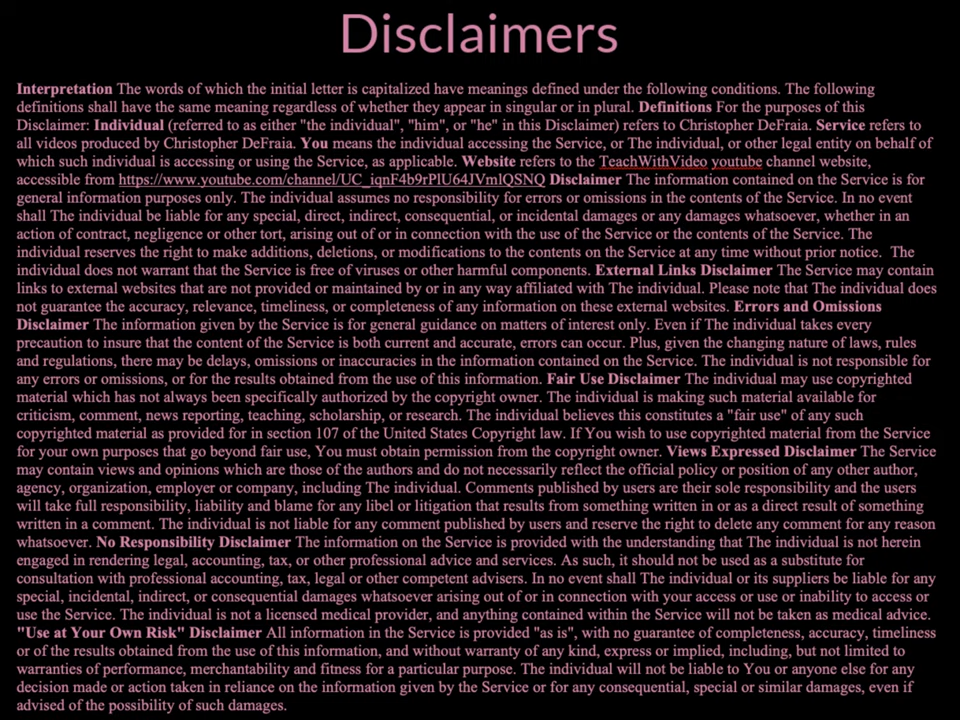 Disclaimers
Interpretation The words of which the initial letter is capitalized have meanings defined under the following conditions. The following
definitions shall have the same meaning regardless of whether they appear in singular or in plural. Definitions For the purposes of this
Disclaimer: Individual (referred to as either "the individual", "him", or "he" in this Disclaimer) refers to Christopher DeFraia. Service refers to
all videos produced by Christopher DeFraia. You means the individual accessing the Service, or The individual, or other legal entity on behalf of
which such individual is accessing or using the Service, as applicable. Website refers to the TeachWithVideo youtube channel website,
accessible from https://www.youtube.com/channel/UC_iqnF4b9rPlU64JVmlQSNQ Disclaimer The information contained on the Service is for
general information purposes only. The individual assumes no responsibility for errors or omissions in the contents of the Service. In no event
shall The individual be liable for any special, direct, indirect, consequential, or incidental damages or any damages whatsoever, whether in an
action of contract, negligence or other tort, arising out of or in connection with the use of the Service or the contents of the Service. The
individual reserves the right to make additions, deletions, or modifications to the contents on the Service at any time without prior notice.  The
individual does not warrant that the Service is free of viruses or other harmful components. External Links Disclaimer The Service may contain
links to external websites that are not provided or maintained by or in any way affiliated with The individual. Please note that The individual does
not guarantee the accuracy, relevance, timeliness, or completeness of any information on these external websites. Errors and Omissions
Disclaimer The information given by the Service is for general guidance on matters of interest only. Even if The individual takes every
precaution to insure that the content of the Service is both current and accurate, errors can occur. Plus, given the changing nature of laws, rules
and regulations, there may be delays, omissions or inaccuracies in the information contained on the Service. The individual is not responsible for
any errors or omissions, or for the results obtained from the use of this information. Fair Use Disclaimer The individual may use copyrighted
material which has not always been specifically authorized by the copyright owner. The individual is making such material available for
criticism, comment, news reporting, teaching, scholarship, or research. The individual believes this constitutes a "fair use" of any such
copyrighted material as provided for in section 107 of the United States Copyright law. If You wish to use copyrighted material from the Service
for your own purposes that go beyond fair use, You must obtain permission from the copyright owner. Views Expressed Disclaimer The Service
may contain views and opinions which are those of the authors and do not necessarily reflect the official policy or position of any other author,
agency, organization, employer or company, including The individual. Comments published by users are their sole responsibility and the users
will take full responsibility, liability and blame for any libel or litigation that results from something written in or as a direct result of something
written in a comment. The individual is not liable for any comment published by users and reserve the right to delete any comment for any reason
whatsoever. No Responsibility Disclaimer The information on the Service is provided with the understanding that The individual is not herein
engaged in rendering legal, accounting, tax, or other professional advice and services. As such, it should not be used as a substitute for
consultation with professional accounting, tax, legal or other competent advisers. In no event shall The individual or its suppliers be liable for any
special, incidental, indirect, or consequential damages whatsoever arising out of or in connection with your access or use or inability to access or
use the Service. The individual is not a licensed medical provider, and anything contained within the Service will not be taken as medical advice.
"Use at Your Own Risk" Disclaimer All information in the Service is provided "as is", with no guarantee of completeness, accuracy, timeliness
or of the results obtained from the use of this information, and without warranty of any kind, express or implied, including, but not limited to
warranties of performance, merchantability and fitness for a particular purpose. The individual will not be liable to You or anyone else for any
decision made or action taken in reliance on the information given by the Service or for any consequential, special or similar damages, even if
advised of the possibility of such damages.